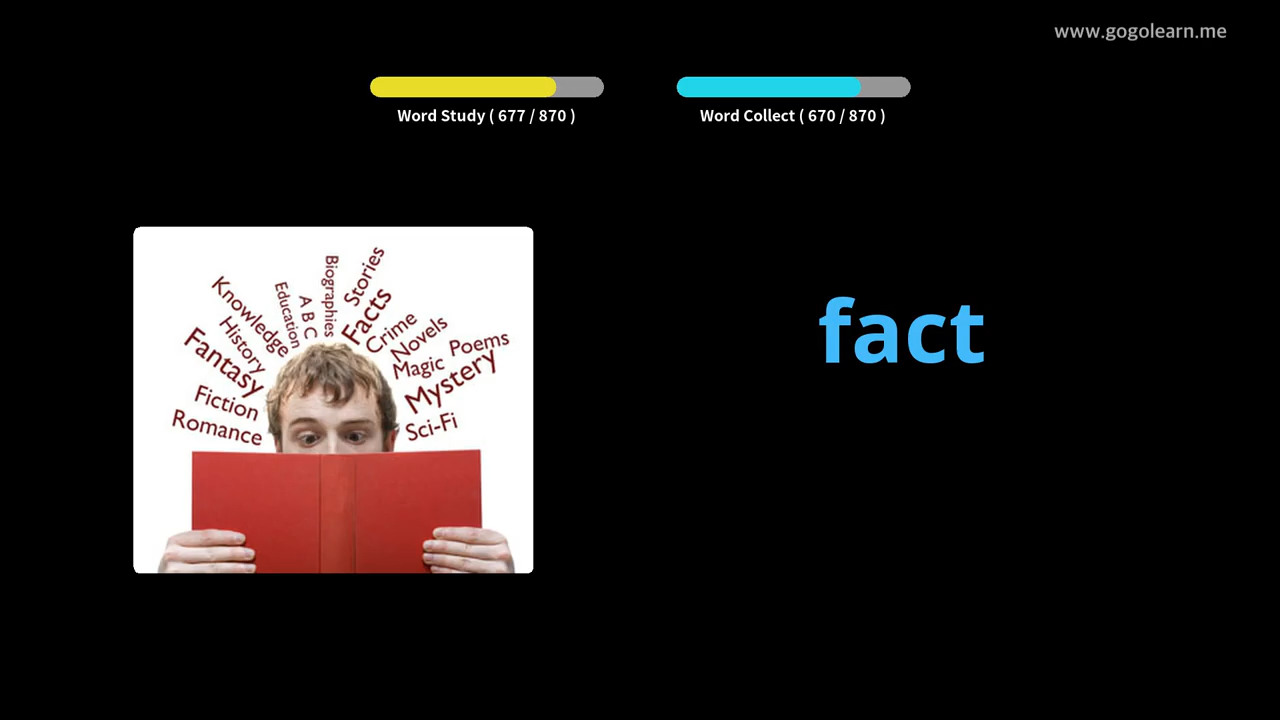 www.gogolearn.me
Word Study ( 677 / 870 )
Word Collect ( 670 / 870 )
Romance
Fiction
Fantasy
History
Knowledge
Education
A B C
Biographies
Stories
Facts
Crime
Novels
Magic
Poems
Mystery
Sci-Fi
fact